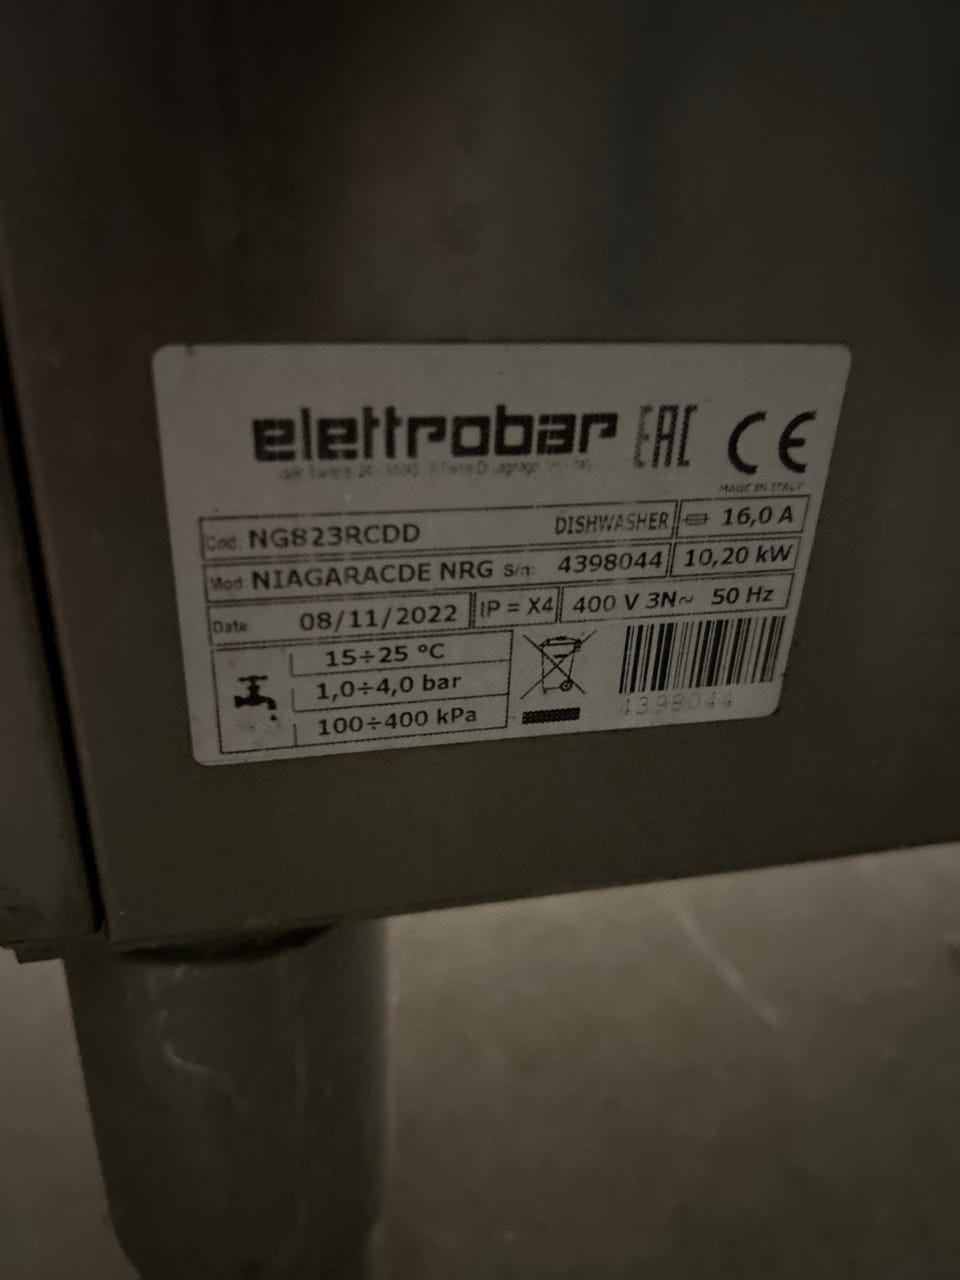 elettrobar EAC CE
MADE IN ITALY
Cod. NG823RCDD DISHWASHER 16,0 A
Mod. NIAGARACDE NRG S/n: 4398044 10,20 kW
Date 08/11/2022 IP = X4 400 V 3N~ 50 Hz
15÷25 °C
1,0÷4,0 bar
100÷400 kPa
4398044